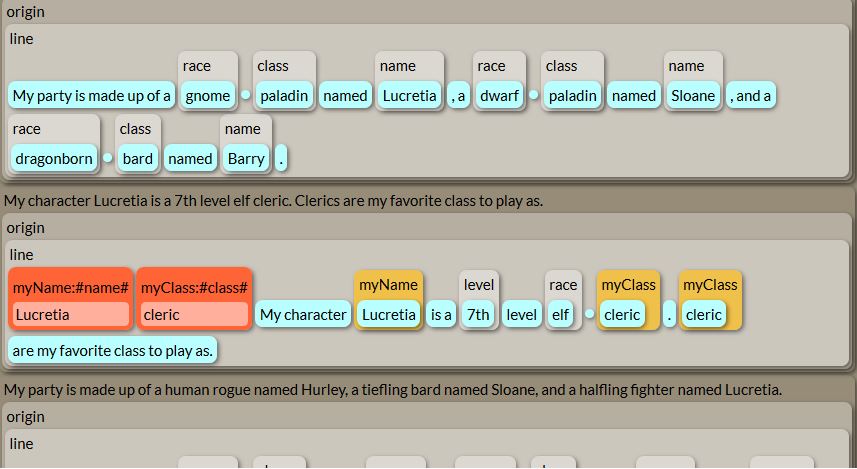 origin
line
race class name race class name
My party is made up of a gnome paladin named Lucretia , a dwarf paladin named Sloane , and a
race class name
dragonborn bard named Barry .
My character Lucretia is a 7th level elf cleric. Clerics are my favorite class to play as.
origin
line
myName:#name# myClass:#class# myName level race myClass myClass
Lucretia cleric My character Lucretia is a 7th level elf cleric . cleric
are my favorite class to play as.
My party is made up of a human rogue named Hurley, a tiefling bard named Sloane, and a halfling fighter named Lucretia.
origin
line